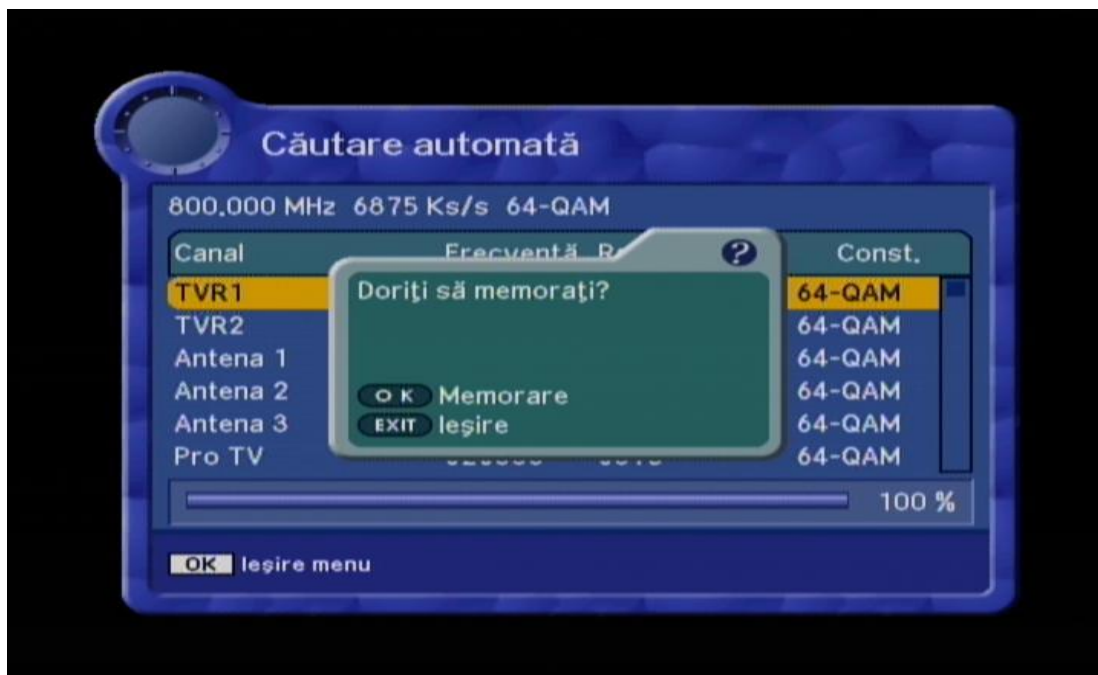 Căutare automată
800.000 MHz 6875 Ks/s 64-QAM
Canal Frecvenţă Const.
TVR1 64-QAM
TVR2 64-QAM
Antena 1 64-QAM
Antena 2 64-QAM
Antena 3 64-QAM
Pro TV 64-QAM
?
Doriţi să memoraţi?
OK Memorare
EXIT Ieşire
100 %
OK Ieşire menu